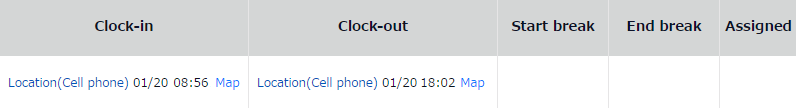 Clock-in Clock-out Start break End break Assigned
Location(Cell phone) 01/20 08:56 Map Location(Cell phone) 01/20 18:02 Map